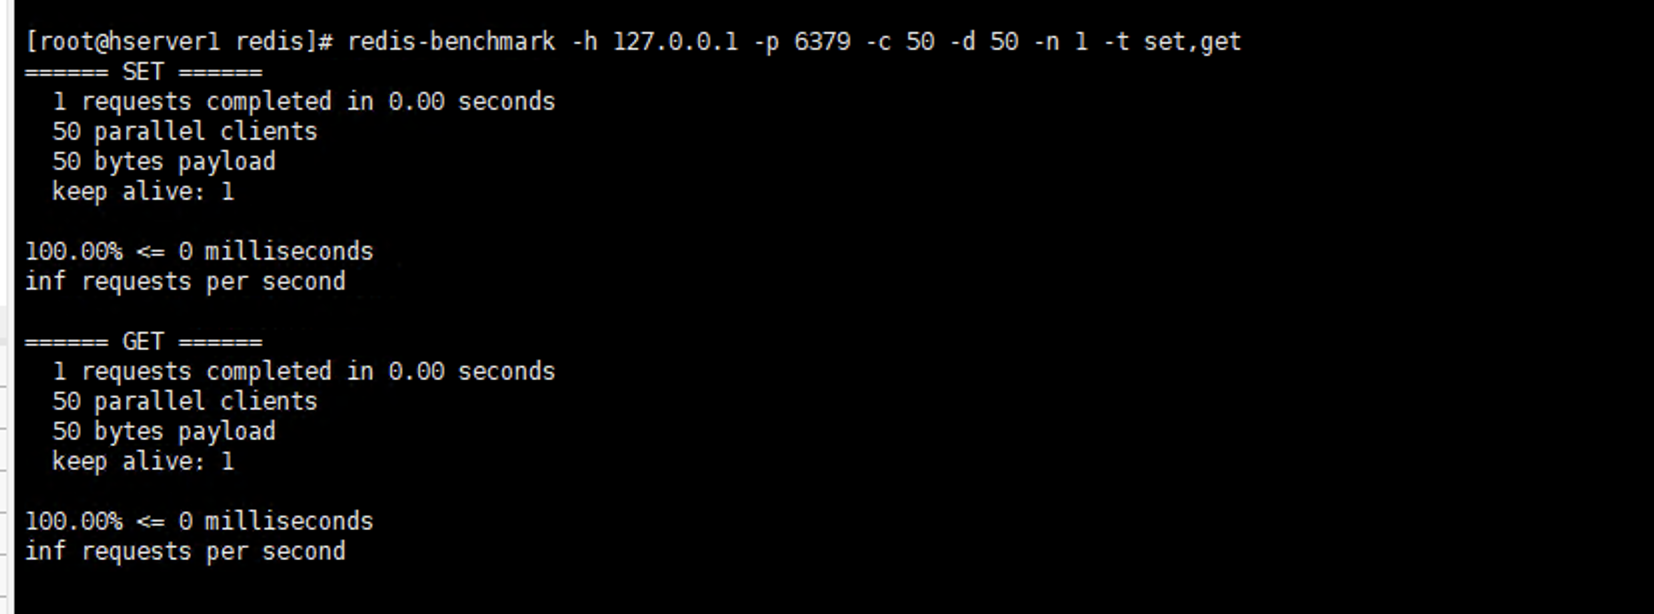 [root@hserver1 redis]# redis-benchmark -h 127.0.0.1 -p 6379 -c 50 -d 50 -n 1 -t set,get
====== SET ======
  1 requests completed in 0.00 seconds
  50 parallel clients
  50 bytes payload
  keep alive: 1

100.00% <= 0 milliseconds
inf requests per second

====== GET ======
  1 requests completed in 0.00 seconds
  50 parallel clients
  50 bytes payload
  keep alive: 1

100.00% <= 0 milliseconds
inf requests per second